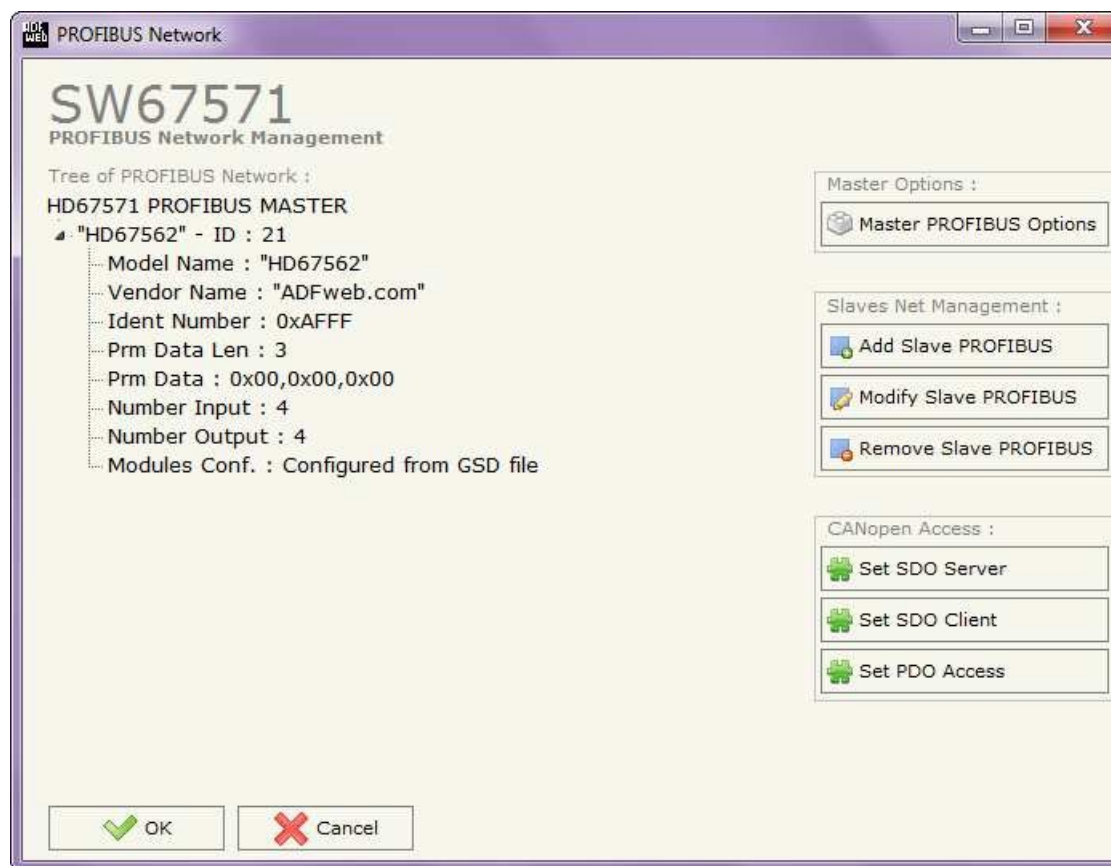 ADF
WEB
PROFIBUS Network
SW67571
PROFIBUS Network Management
Tree of PROFIBUS Network :
HD67571 PROFIBUS MASTER
"HD67562" - ID : 21
Model Name : "HD67562"
Vendor Name : "ADFweb.com"
Ident Number : 0xAFFF
Prm Data Len : 3
Prm Data : 0x00,0x00,0x00
Number Input : 4
Number Output : 4
Modules Conf. : Configured from GSD file
Master Options :
Master PROFIBUS Options
Slaves Net Management :
Add Slave PROFIBUS
Modify Slave PROFIBUS
Remove Slave PROFIBUS
CANopen Access :
Set SDO Server
Set SDO Client
Set PDO Access
OK
Cancel